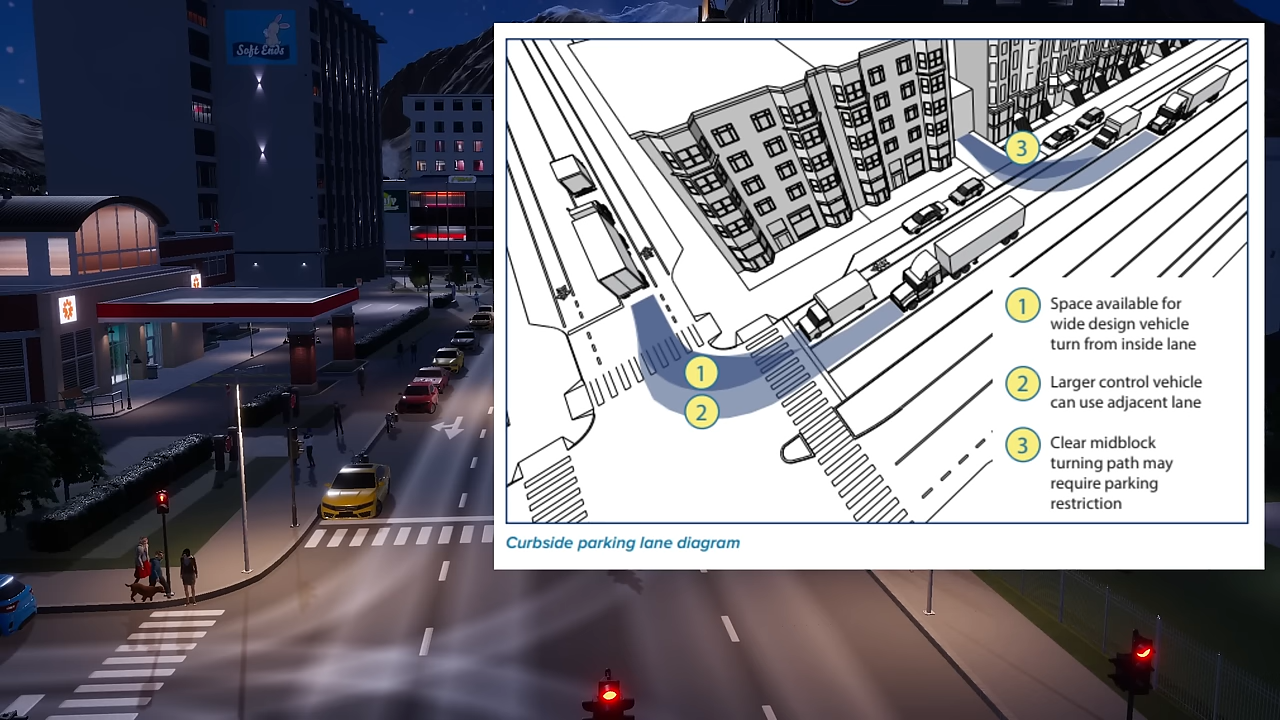 Soft Ends
3
1
2
1
Space available for
wide design vehicle
turn from inside lane
2
Larger control vehicle
can use adjacent lane
3
Clear midblock
turning path may
require parking
restriction
Curbside parking lane diagram